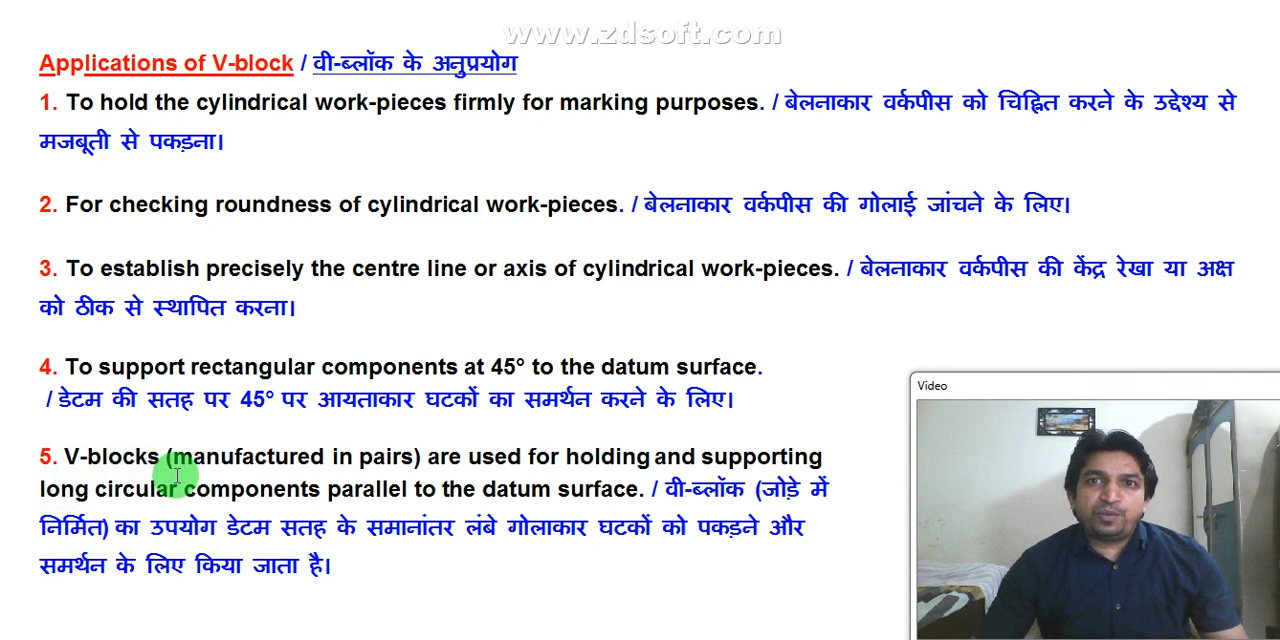 www.zdsoft.com
Applications of V-block / वी-ब्लॉक के अनुप्रयोग
1. To hold the cylindrical work-pieces firmly for marking purposes. / बेलनाकार वर्कपीस को चिह्नित करने के उद्देश्य से
मजबूती से पकड़ना।
2. For checking roundness of cylindrical work-pieces. / बेलनाकार वर्कपीस की गोलाई जांचने के लिए।
3. To establish precisely the centre line or axis of cylindrical work-pieces. / बेलनाकार वर्कपीस की केंद्र रेखा या अक्ष
को ठीक से स्थापित करना।
4. To support rectangular components at 45° to the datum surface.
/ डेटम की सतह पर 45° पर आयताकार घटकों का समर्थन करने के लिए।
Video
5. V-blocks (manufactured in pairs) are used for holding and supporting
long circular components parallel to the datum surface. / वी-ब्लॉक (जोड़े में
निर्मित) का उपयोग डेटम सतह के समानांतर लंबे गोलाकार घटकों को पकड़ने और
समर्थन के लिए किया जाता है।